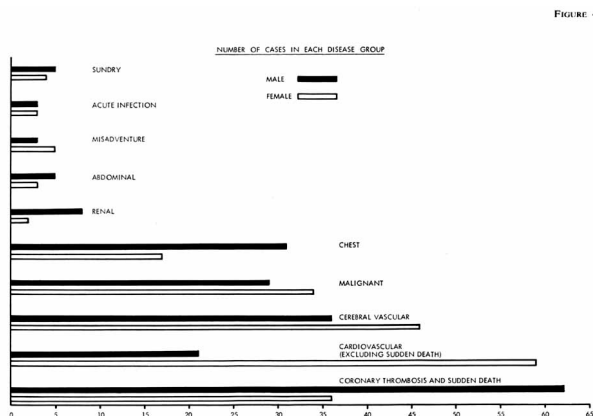 FIGURE
NUMBER OF CASES IN EACH DISEASE GROUP
SUNDRY
MALE
FEMALE
ACUTE INFECTION
MISADVENTURE
ABDOMINAL
RENAL
CHEST
MALIGNANT
CEREBRAL VASCULAR
CARDIOVASCULAR
(EXCLUDING SUDDEN DEATH)
CORONARY THROMBOSIS AND SUDDEN DEATH
0 5 10 15 20 25 30 35 40 45 50 55 60 65